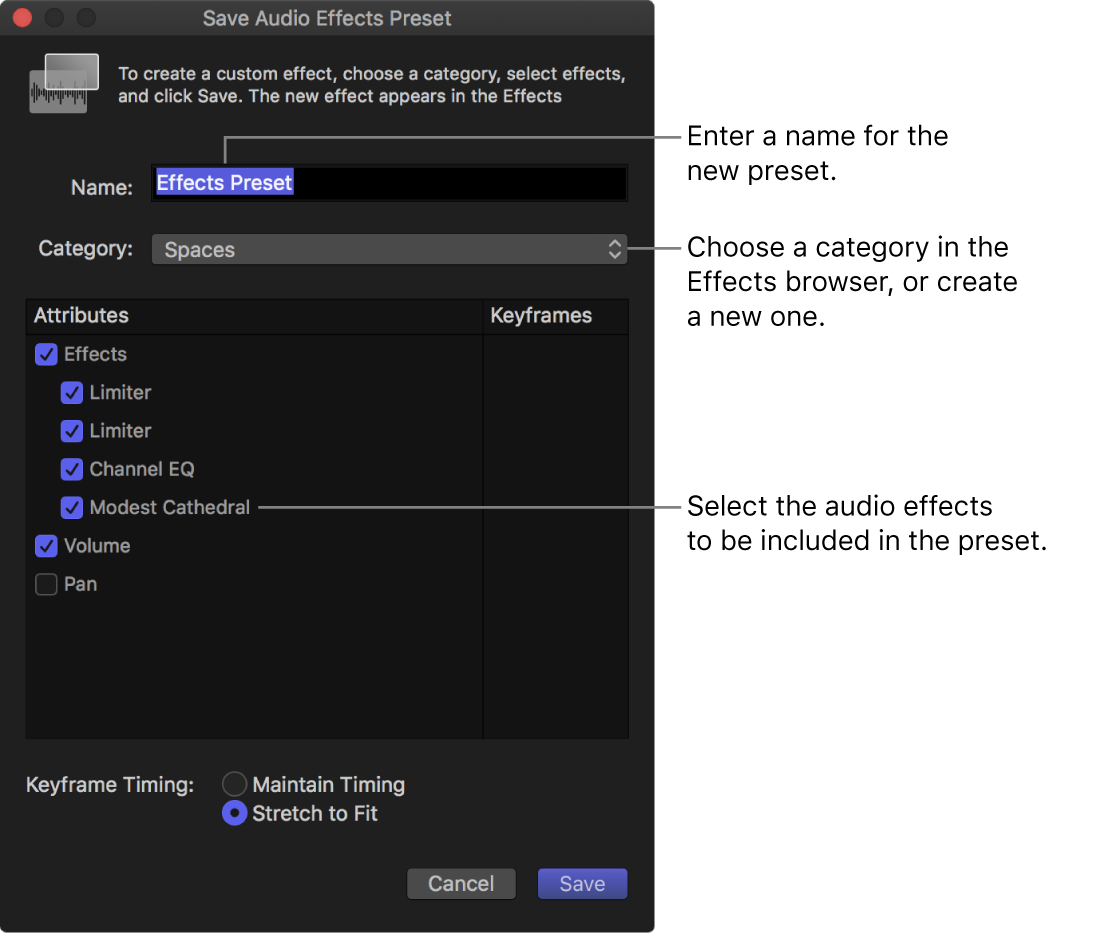 Save Audio Effects Preset
To create a custom effect, choose a category, select effects,
and click Save. The new effect appears in the Effects
Enter a name for the
new preset.
Name: Effects Preset
Category: Spaces
Choose a category in the
Effects browser, or create
a new one.
Attributes Keyframes
Effects
Limiter
Limiter
Channel EQ
Modest Cathedral
Select the audio effects
to be included in the preset.
Volume
Pan
Keyframe Timing: Maintain Timing
Stretch to Fit
Cancel Save